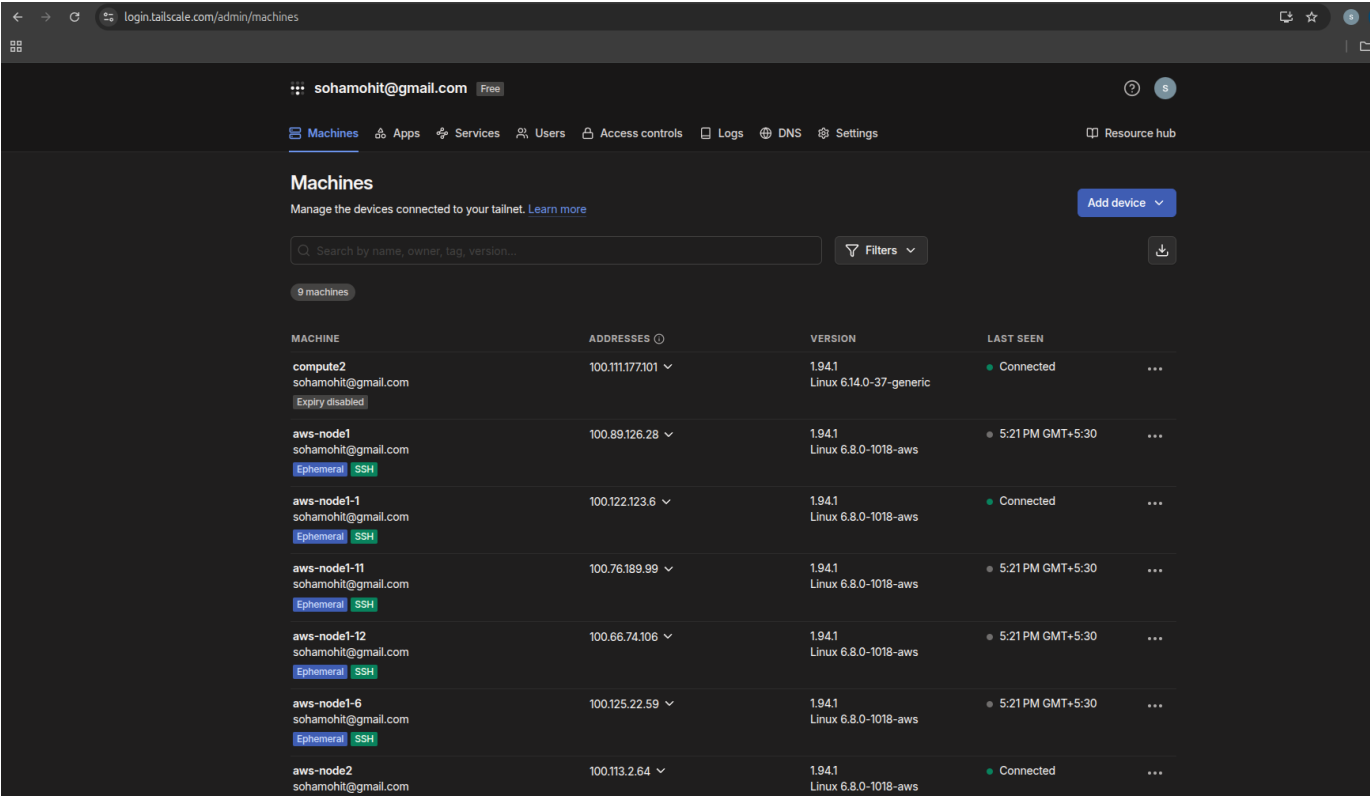 login.tailscale.com/admin/machines
S
sohamohit@gmail.com Free
S
Machines Apps Services Users Access controls Logs DNS Settings Resource hub
Machines
Manage the devices connected to your tailnet. Learn more
Add device
Search by name, owner, tag, version...
Filters
9 machines
MACHINE ADDRESSES VERSION LAST SEEN
compute2 100.111.177.101 1.94.1 Connected
sohamohit@gmail.com Linux 6.14.0-37-generic
Expiry disabled
aws-node1 100.89.126.28 1.94.1 5:21 PM GMT+5:30
sohamohit@gmail.com Linux 6.8.0-1018-aws
Ephemeral SSH
aws-node1-1 100.122.123.6 1.94.1 Connected
sohamohit@gmail.com Linux 6.8.0-1018-aws
Ephemeral SSH
aws-node1-11 100.76.189.99 1.94.1 5:21 PM GMT+5:30
sohamohit@gmail.com Linux 6.8.0-1018-aws
Ephemeral SSH
aws-node1-12 100.66.74.106 1.94.1 5:21 PM GMT+5:30
sohamohit@gmail.com Linux 6.8.0-1018-aws
Ephemeral SSH
aws-node1-6 100.125.22.59 1.94.1 5:21 PM GMT+5:30
sohamohit@gmail.com Linux 6.8.0-1018-aws
Ephemeral SSH
aws-node2 100.113.2.64 1.94.1 Connected
sohamohit@gmail.com Linux 6.8.0-1018-aws